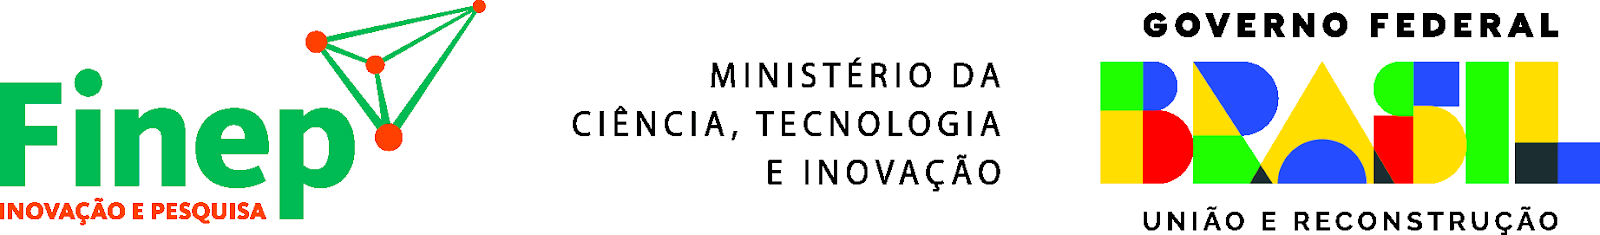 Finep
INOVAÇÃO E PESQUISA
MINISTÉRIO DA
CIÊNCIA, TECNOLOGIA
E INOVAÇÃO
GOVERNO FEDERAL
BRASIL
UNIÃO E RECONSTRUÇÃO